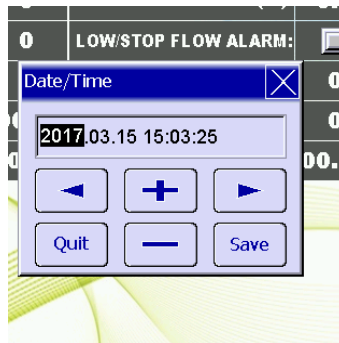 0 LOW/STOP FLOW ALARM:
Date/Time
2017.03.15 15:03:25
Quit
Save